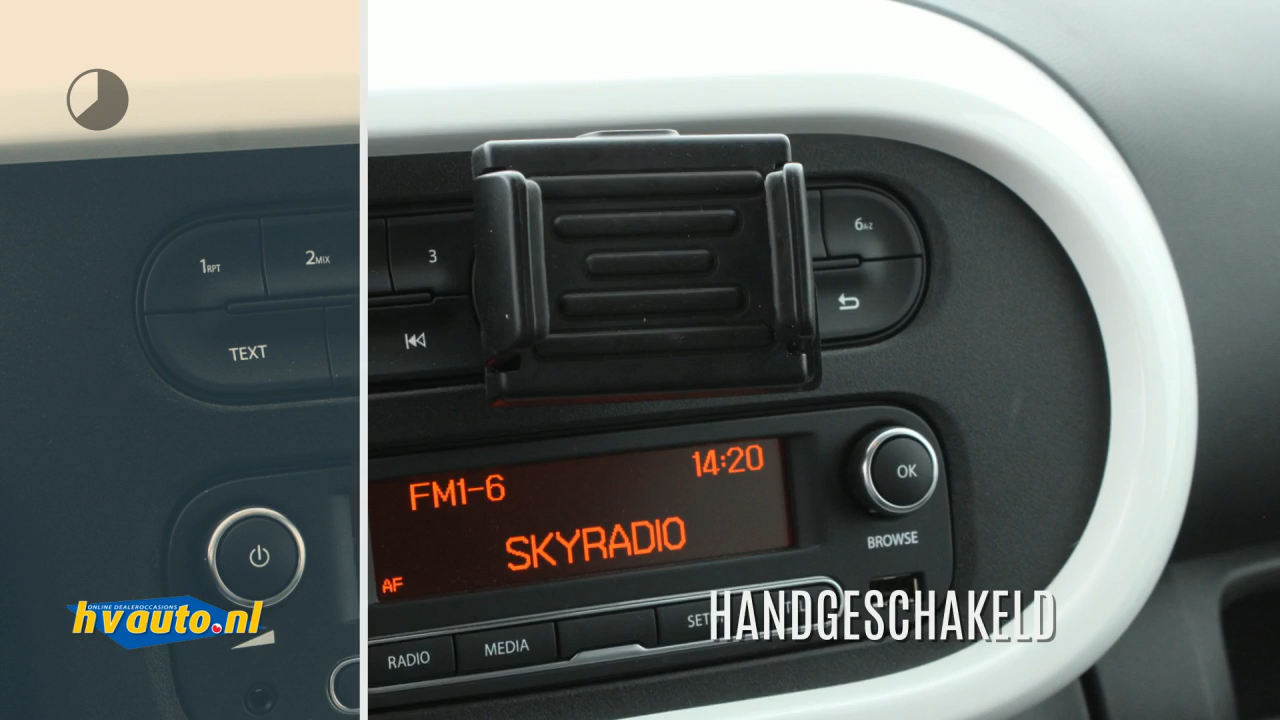 1RPT
2MIX
3
6A-Z
TEXT
FM1-6
14:20
SKYRADIO
AF
OK
BROWSE
ONLINE DEALEROCCASIONS
hvauto.nl
HANDGESCHAKELD
RADIO
MEDIA